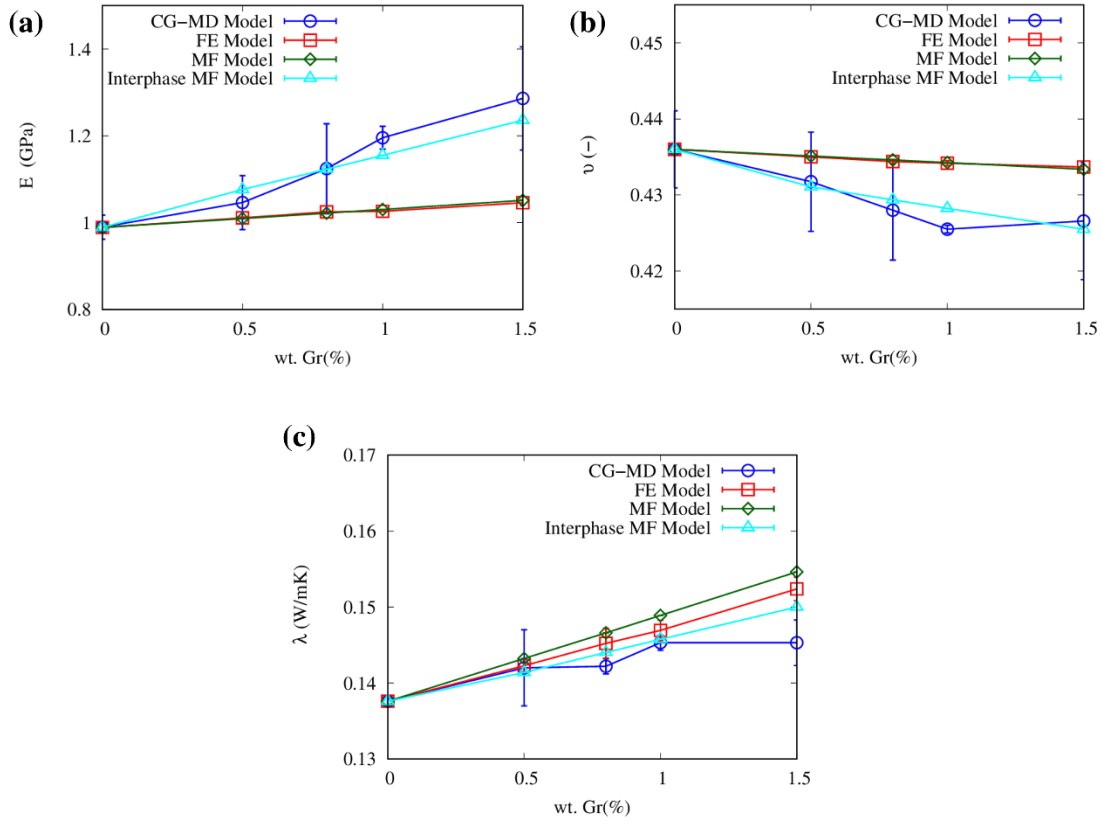 (a)
CG−MD Model
FE Model
MF Model
Interphase MF Model
1.4
1.2
1
0.8
E (GPa)
0
0.5
1
1.5
wt. Gr(%)
(b)
CG−MD Model
FE Model
MF Model
Interphase MF Model
0.45
0.44
0.43
0.42
υ (−)
0
0.5
1
1.5
wt. Gr(%)
(c)
CG−MD Model
FE Model
MF Model
Interphase MF Model
0.17
0.16
0.15
0.14
0.13
λ (W/mK)
0
0.5
1
1.5
wt. Gr(%)